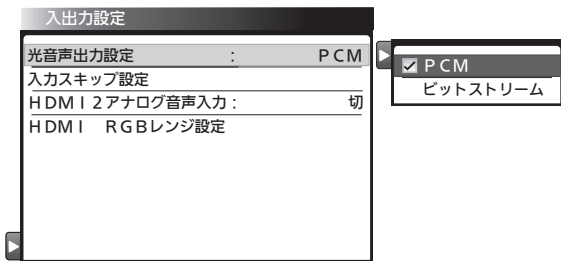 入出力設定
光音声出力設定 : PCM
入力スキップ設定
HDMI2アナログ音声入力: 切
HDMI RGBレンジ設定
PCM
ビットストリーム